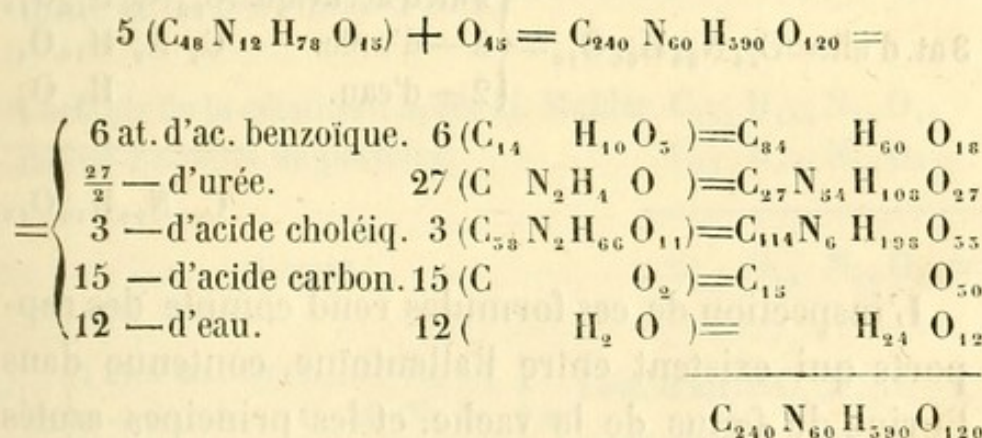 5 (C₄₈ N₁₂ H₇₈ O₁₅) + O₄₅ = C₂₄₀ N₆₀ H₃₉₀ O₁₂₀ =
6 at. d'ac. benzoïque. 6 (C₁₄ H₁₀ O₃ ) = C₈₄ H₆₀ O₁₈
27/2 — d'urée. 27 (C N₂ H₄ O ) = C₂₇ N₅₄ H₁₀₈ O₂₇
= { 3 — d'acide choléiq. 3 (C₃₈ N₂ H₆₆ O₁₁) = C₁₁₄ N₆ H₁₉₈ O₃₃
15 — d'acide carbon. 15 (C O₂ ) = C₁₅ O₃₀
12 — d'eau. 12 ( H₂ O ) = H₂₄ O₁₂
C₂₄₀ N₆₀ H₃₉₀ O₁₂₀